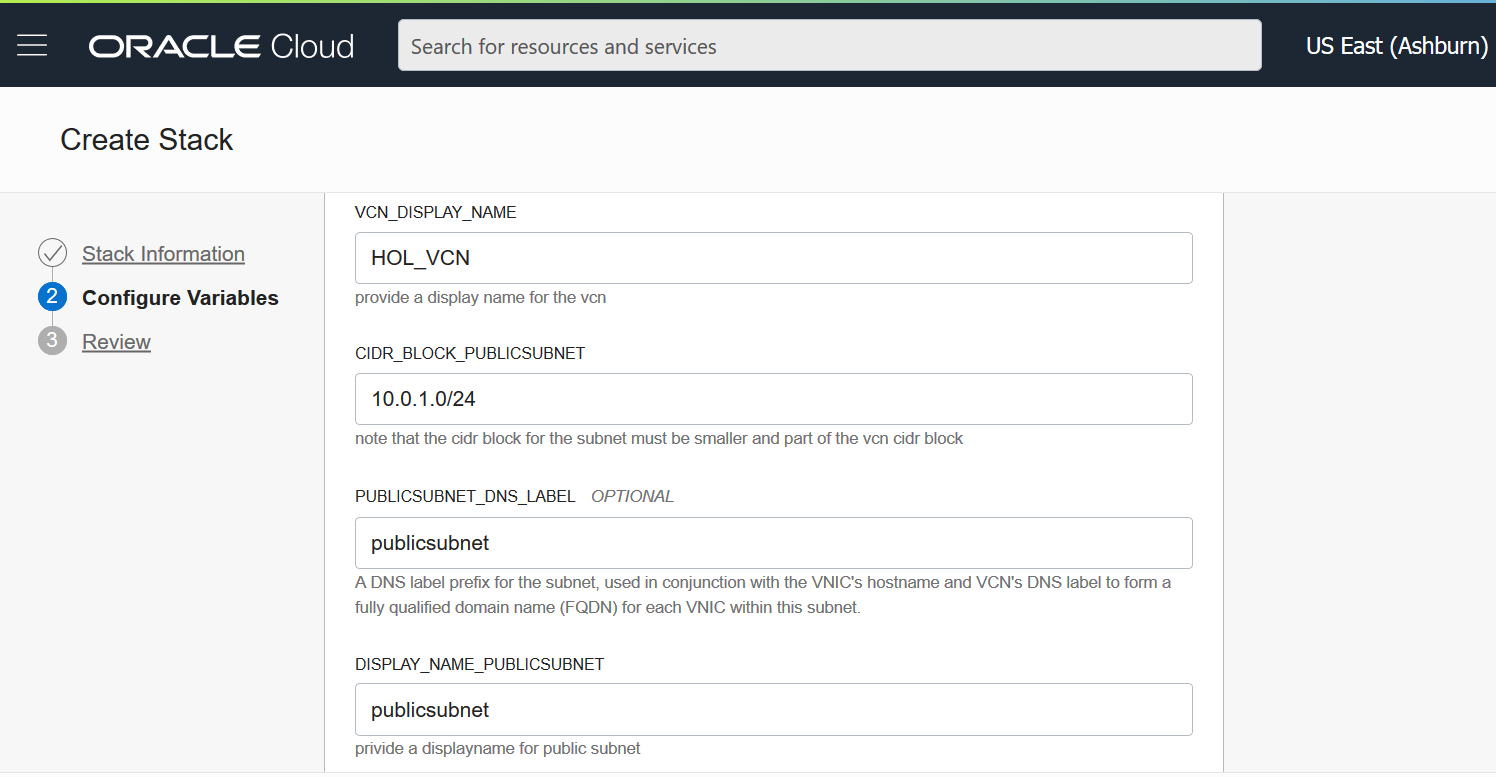 ORACLE Cloud
Search for resources and services
US East (Ashburn)
Create Stack
Stack Information
2 Configure Variables
3 Review
VCN_DISPLAY_NAME
HOL_VCN
provide a display name for the vcn
CIDR_BLOCK_PUBLICSUBNET
10.0.1.0/24
note that the cidr block for the subnet must be smaller and part of the vcn cidr block
PUBLICSUBNET_DNS_LABEL OPTIONAL
publicsubnet
A DNS label prefix for the subnet, used in conjunction with the VNIC's hostname and VCN's DNS label to form a
fully qualified domain name (FQDN) for each VNIC within this subnet.
DISPLAY_NAME_PUBLICSUBNET
publicsubnet
privide a displayname for public subnet